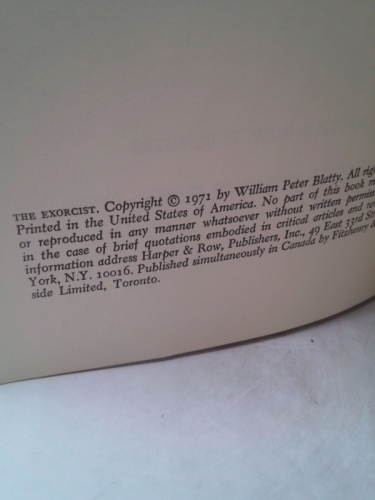 THE EXORCIST. Copyright © 1971 by William Peter Blatty. All rig
Printed in the United States of America. No part of this book m
or reproduced in any manner whatsoever without written permiss
in the case of brief quotations embodied in critical articles and rev
information address Harper & Row, Publishers, Inc., 49 East 33rd Str
York, N.Y. 10016. Published simultaneously in Canada by Fitzhenry &
side Limited, Toronto.